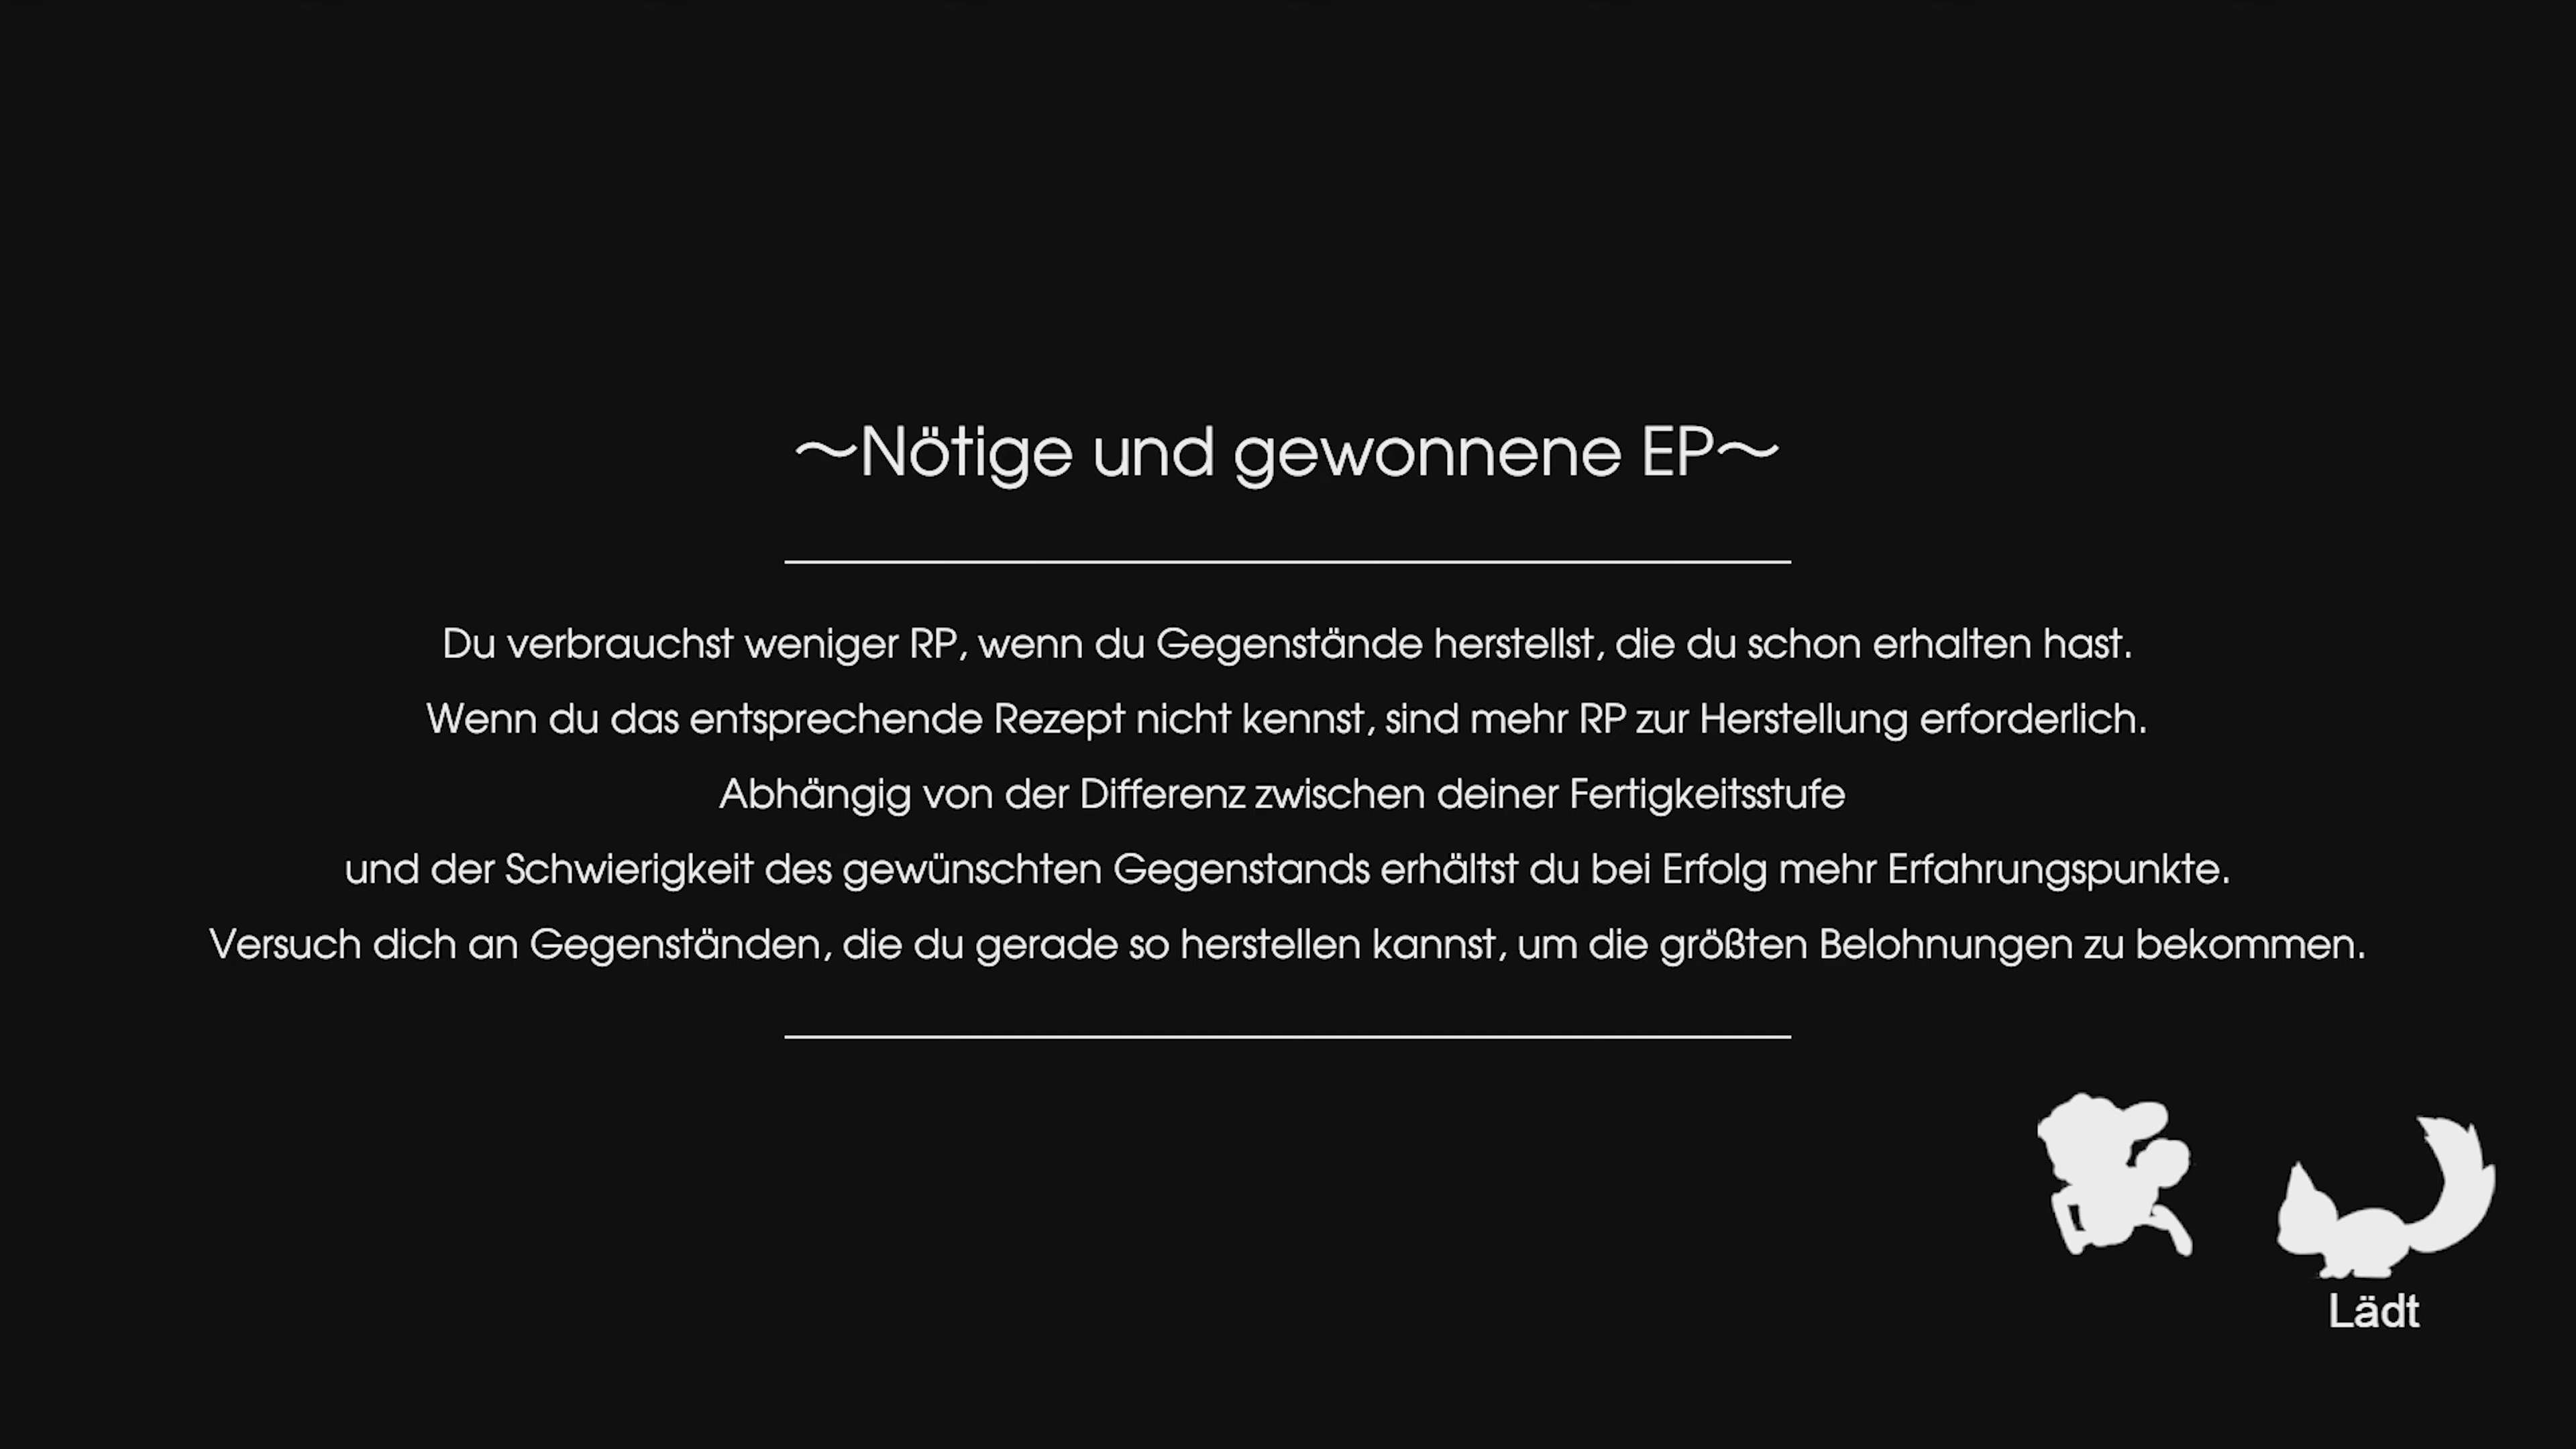 ～Nötige und gewonnene EP～
Du verbrauchst weniger RP, wenn du Gegenstände herstellst, die du schon erhalten hast.
Wenn du das entsprechende Rezept nicht kennst, sind mehr RP zur Herstellung erforderlich.
Abhängig von der Differenz zwischen deiner Fertigkeitsstufe
und der Schwierigkeit des gewünschten Gegenstands erhältst du bei Erfolg mehr Erfahrungspunkte.
Versuch dich an Gegenständen, die du gerade so herstellen kannst, um die größten Belohnungen zu bekommen.
Lädt